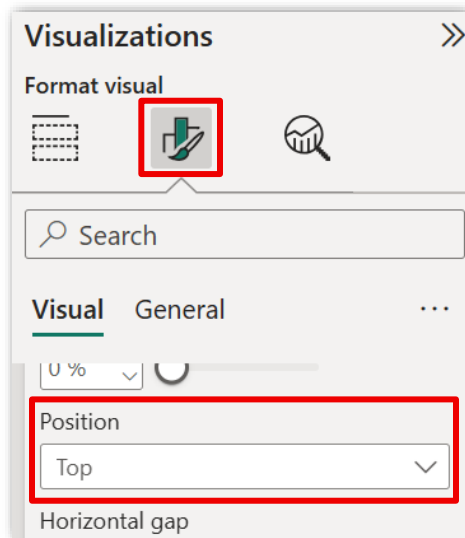 Visualizations
Format visual
Search
Visual General
0 %
Position
Top
Horizontal gap